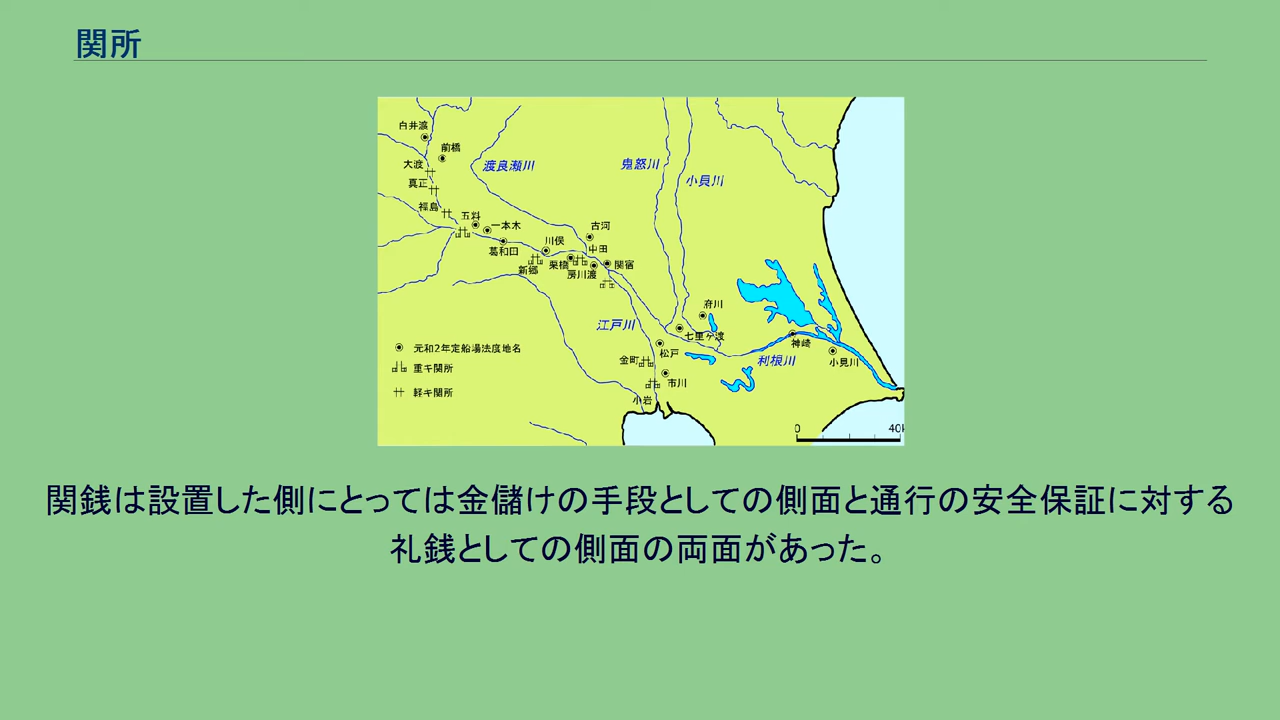 関所
白井渡
前橋
大渡
真正
福島
五料
一本木
葛和田
渡良瀬川
鬼怒川
小貝川
川俣
新郷
栗橋
古河
中田
房川渡
関宿
江戸川
府川
七里ヶ渡
松戸
金町
市川
小岩
利根川
神崎
小見川
元和2年定船場法度地名
重キ関所
軽キ関所
0
40k
関銭は設置した側にとっては金儲けの手段としての側面と通行の安全保証に対する
礼銭としての側面の両面があった。